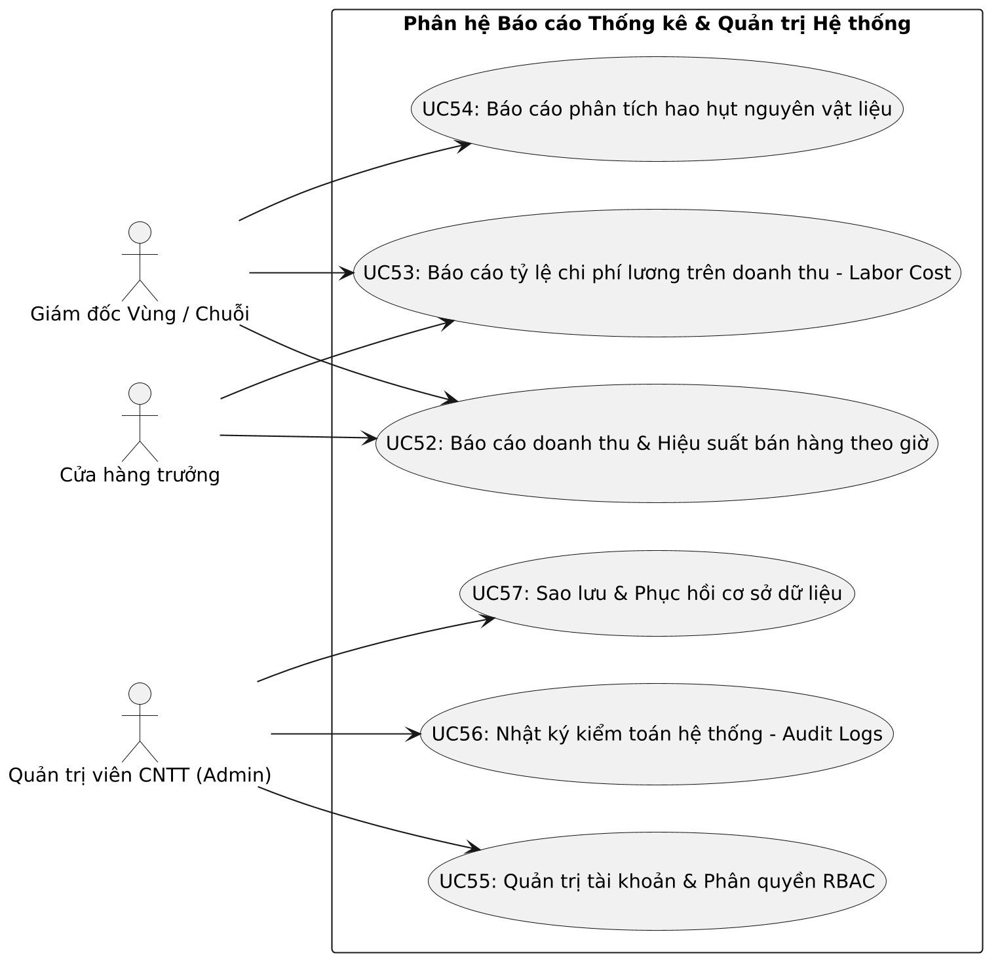 Phân hệ Báo cáo Thống kê & Quản trị Hệ thống
UC54: Báo cáo phân tích hao hụt nguyên vật liệu
UC53: Báo cáo tỷ lệ chi phí lương trên doanh thu - Labor Cost
Giám đốc Vùng / Chuỗi
UC52: Báo cáo doanh thu & Hiệu suất bán hàng theo giờ
Cửa hàng trưởng
UC57: Sao lưu & Phục hồi cơ sở dữ liệu
UC56: Nhật ký kiểm toán hệ thống - Audit Logs
Quản trị viên CNTT (Admin)
UC55: Quản trị tài khoản & Phân quyền RBAC